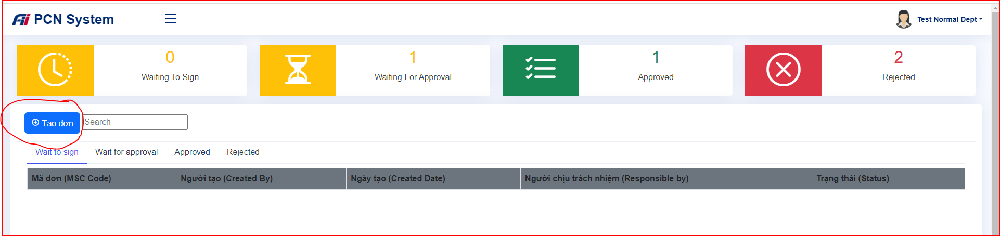 PCN System
Test Normal Dept
0
Waiting To Sign
1
Waiting For Approval
1
Approved
2
Rejected
Tạo đơn
Search
Wait to sign Wait for approval Approved Rejected
Mã đơn (MSC Code) Người tạo (Created By) Ngày tạo (Created Date) Người chịu trách nhiệm (Responsible by) Trạng thái (Status)